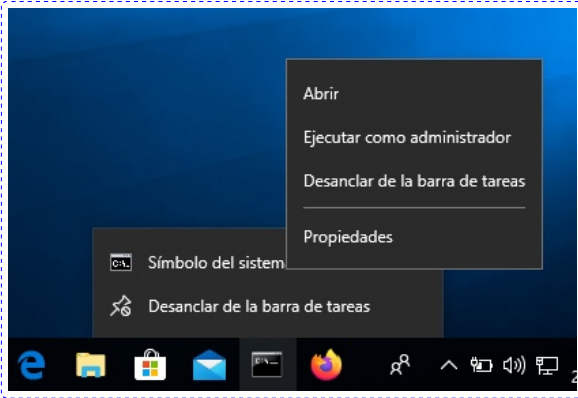 Abrir
Ejecutar como administrador
Desanclar de la barra de tareas
Propiedades
Símbolo del sistem
Desanclar de la barra de tareas
C:\_
C:\_
2